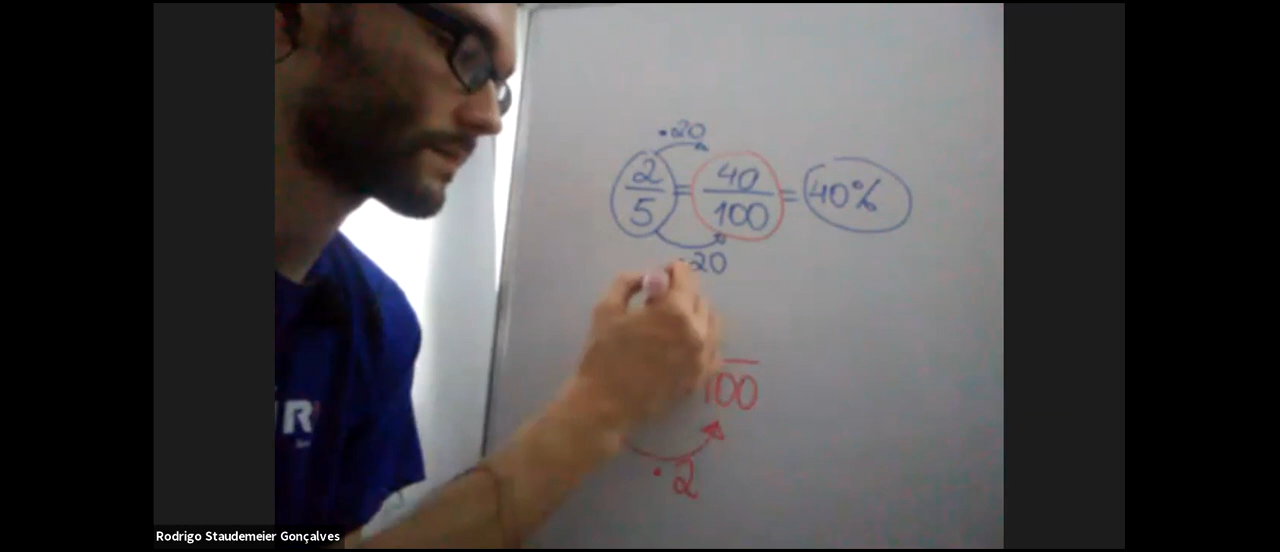 ·20
2/5 = 40/100 = 40%
·20
100
·2
R
Rodrigo Staudemeier Gonçalves